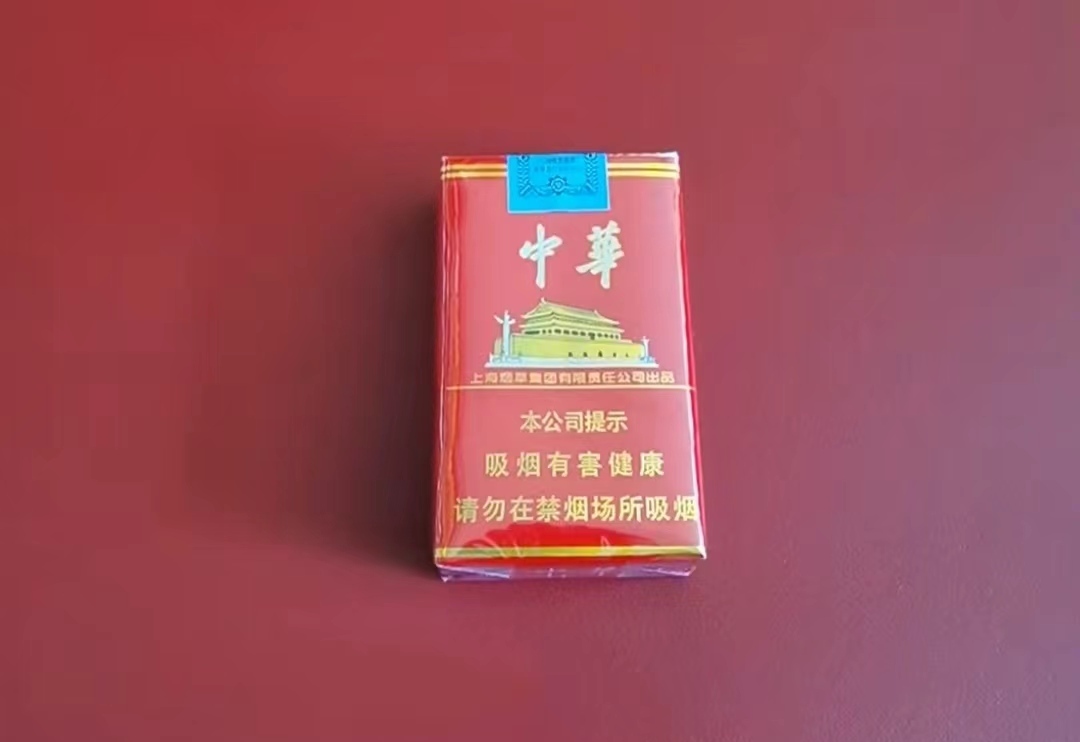 中華
上海烟草集团有限责任公司出品
本公司提示
吸烟有害健康
请勿在禁烟场所吸烟